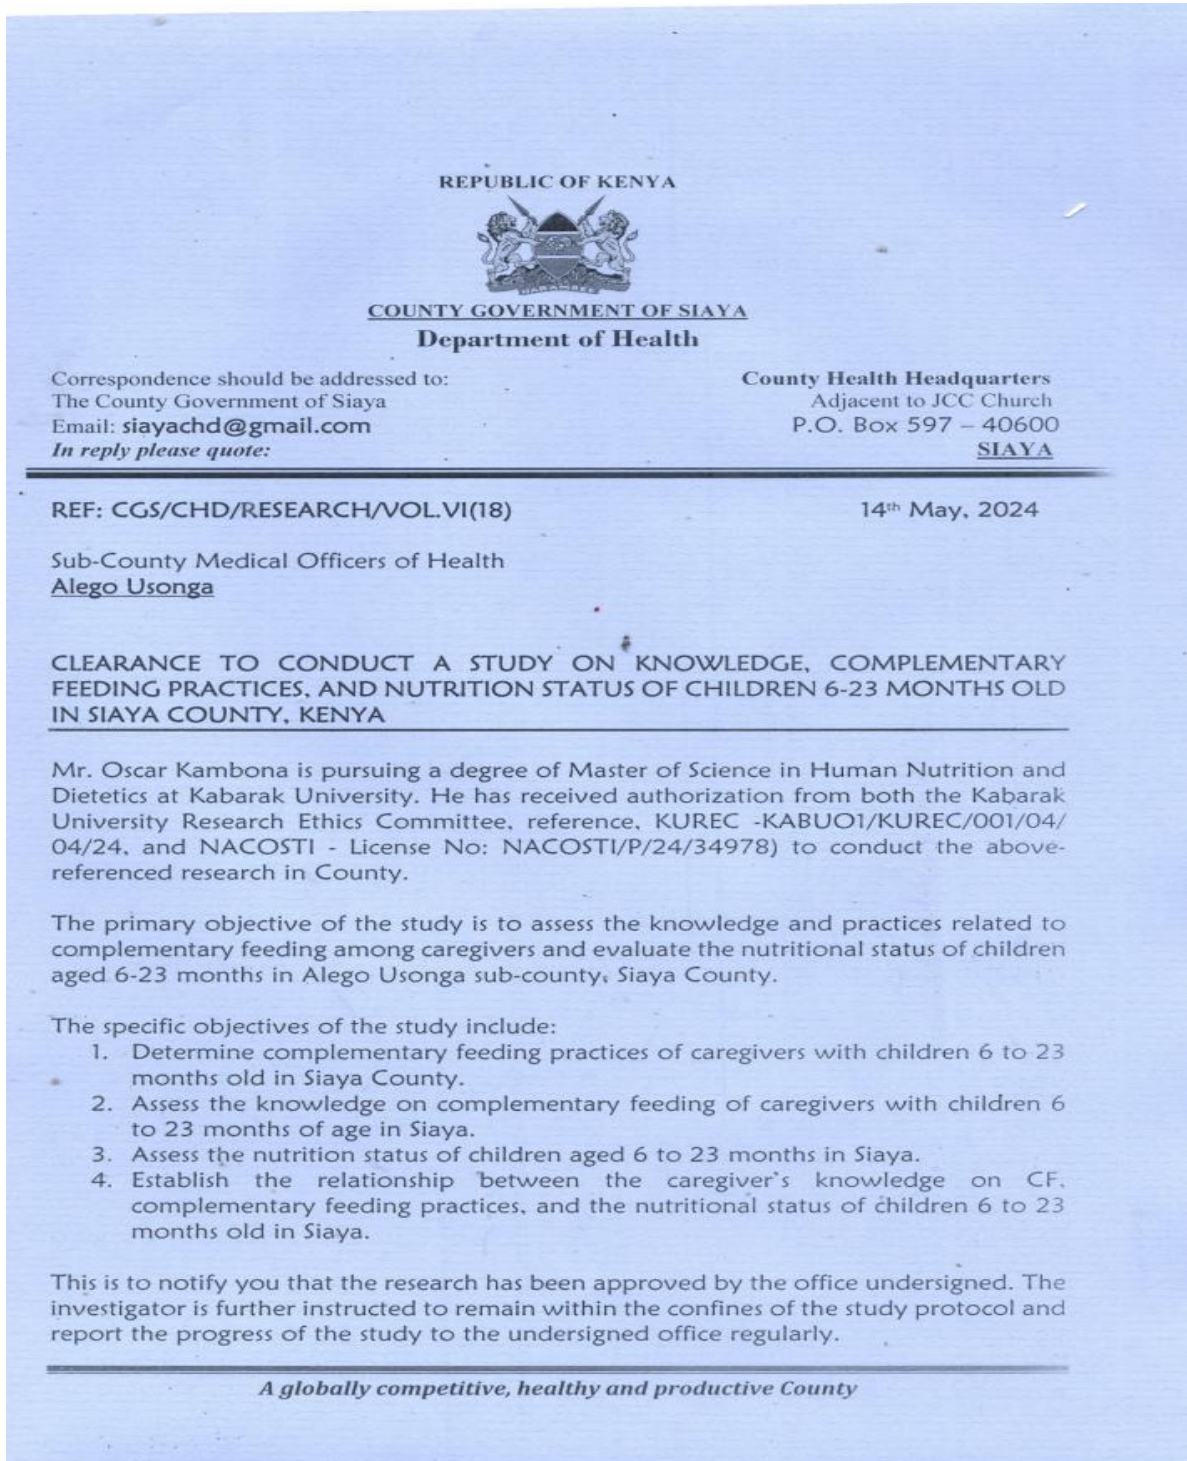 REPUBLIC OF KENYA
HARAMBEE
COUNTY GOVERNMENT OF SIAYA
Department of Health
Correspondence should be addressed to:
The County Government of Siaya
Email: siayachd@gmail.com
In reply please quote:
County Health Headquarters
Adjacent to JCC Church
P.O. Box 597 – 40600
SIAYA
REF: CGS/CHD/RESEARCH/VOL.VI(18)
14th May, 2024
Sub-County Medical Officers of Health
Alego Usonga
CLEARANCE TO CONDUCT A STUDY ON KNOWLEDGE, COMPLEMENTARY
FEEDING PRACTICES, AND NUTRITION STATUS OF CHILDREN 6-23 MONTHS OLD
IN SIAYA COUNTY, KENYA
Mr. Oscar Kambona is pursuing a degree of Master of Science in Human Nutrition and
Dietetics at Kabarak University. He has received authorization from both the Kabarak
University Research Ethics Committee, reference, KUREC -KABUO1/KUREC/001/04/
04/24, and NACOSTI - License No: NACOSTI/P/24/34978) to conduct the above-
referenced research in County.
The primary objective of the study is to assess the knowledge and practices related to
complementary feeding among caregivers and evaluate the nutritional status of children
aged 6-23 months in Alego Usonga sub-county, Siaya County.
The specific objectives of the study include:
1. Determine complementary feeding practices of caregivers with children 6 to 23
months old in Siaya County.
2. Assess the knowledge on complementary feeding of caregivers with children 6
to 23 months of age in Siaya.
3. Assess the nutrition status of children aged 6 to 23 months in Siaya.
4. Establish the relationship between the caregiver's knowledge on CF,
complementary feeding practices, and the nutritional status of children 6 to 23
months old in Siaya.
This is to notify you that the research has been approved by the office undersigned. The
investigator is further instructed to remain within the confines of the study protocol and
report the progress of the study to the undersigned office regularly.
A globally competitive, healthy and productive County